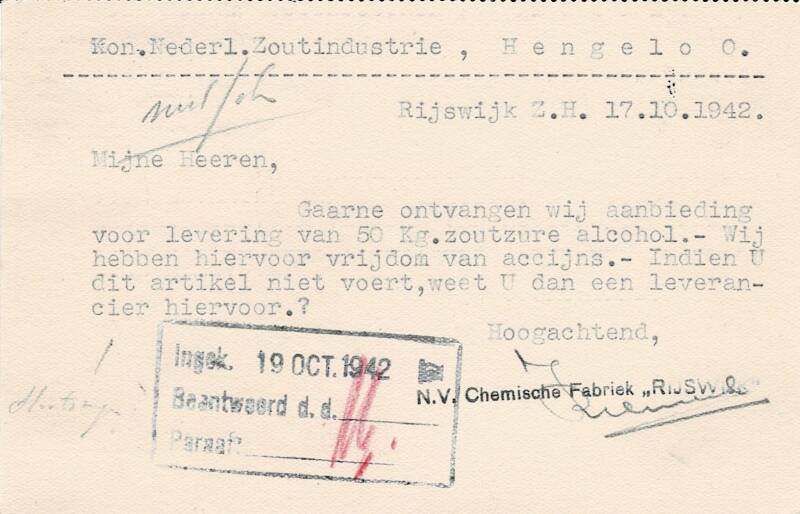 Kon.Nederl.Zoutindustrie , Hengelo O.
Rijswijk Z.H. 17.10.1942.
Mijne Heeren,
Gaarne ontvangen wij aanbieding
voor levering van 50 Kg.zoutzure alcohol.- Wij
hebben hiervoor vrijdom van accijns.- Indien U
dit artikel niet voert,weet U dan een leveran-
cier hiervoor.?
Hoogachtend,
Ingek. 19 OCT. 1942
N.V. Chemische Fabriek „RIJSWIJK"
Beantwoord d.d.
Paraaf: